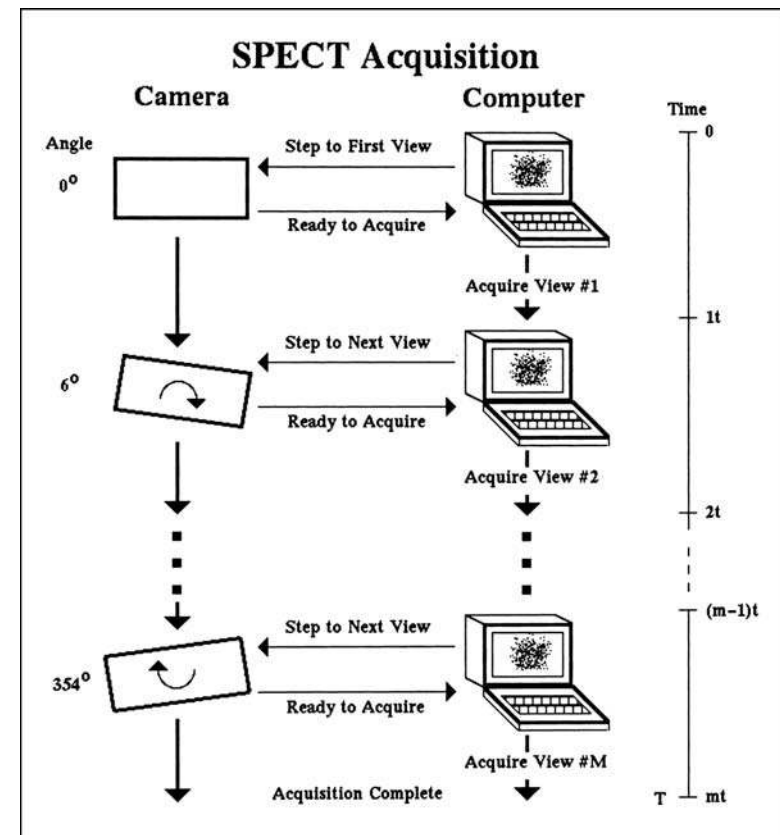 SPECT Acquisition
Camera
Computer
Time
Angle
0°
Step to First View
Ready to Acquire
0
Acquire View #1
1t
6°
Step to Next View
Ready to Acquire
Acquire View #2
2t
(m-1)t
354°
Step to Next View
Ready to Acquire
Acquire View #M
Acquisition Complete
T
mt